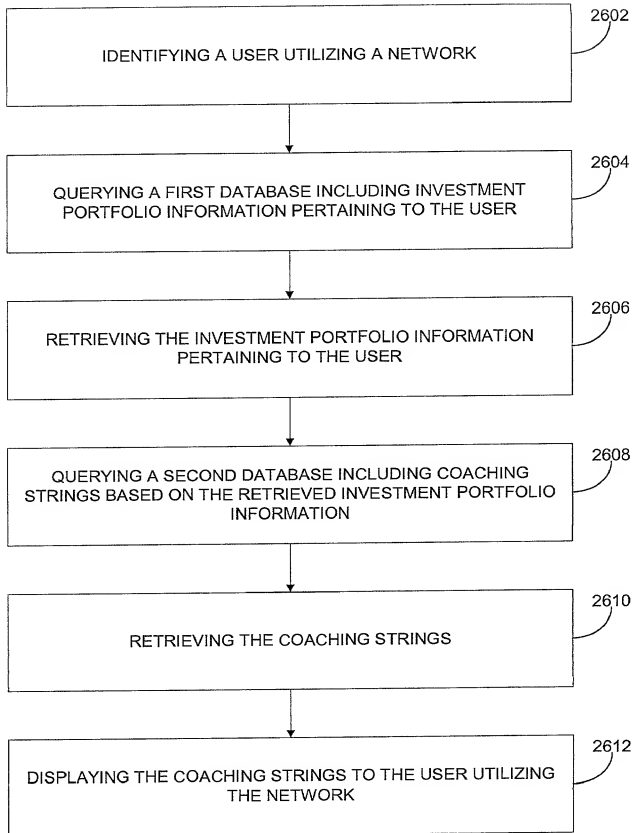 2602
IDENTIFYING A USER UTILIZING A NETWORK
2604
QUERYING A FIRST DATABASE INCLUDING INVESTMENT
PORTFOLIO INFORMATION PERTAINING TO THE USER
2606
RETRIEVING THE INVESTMENT PORTFOLIO INFORMATION
PERTAINING TO THE USER
2608
QUERYING A SECOND DATABASE INCLUDING COACHING
STRINGS BASED ON THE RETRIEVED INVESTMENT PORTFOLIO
INFORMATION
2610
RETRIEVING THE COACHING STRINGS
2612
DISPLAYING THE COACHING STRINGS TO THE USER UTILIZING
THE NETWORK